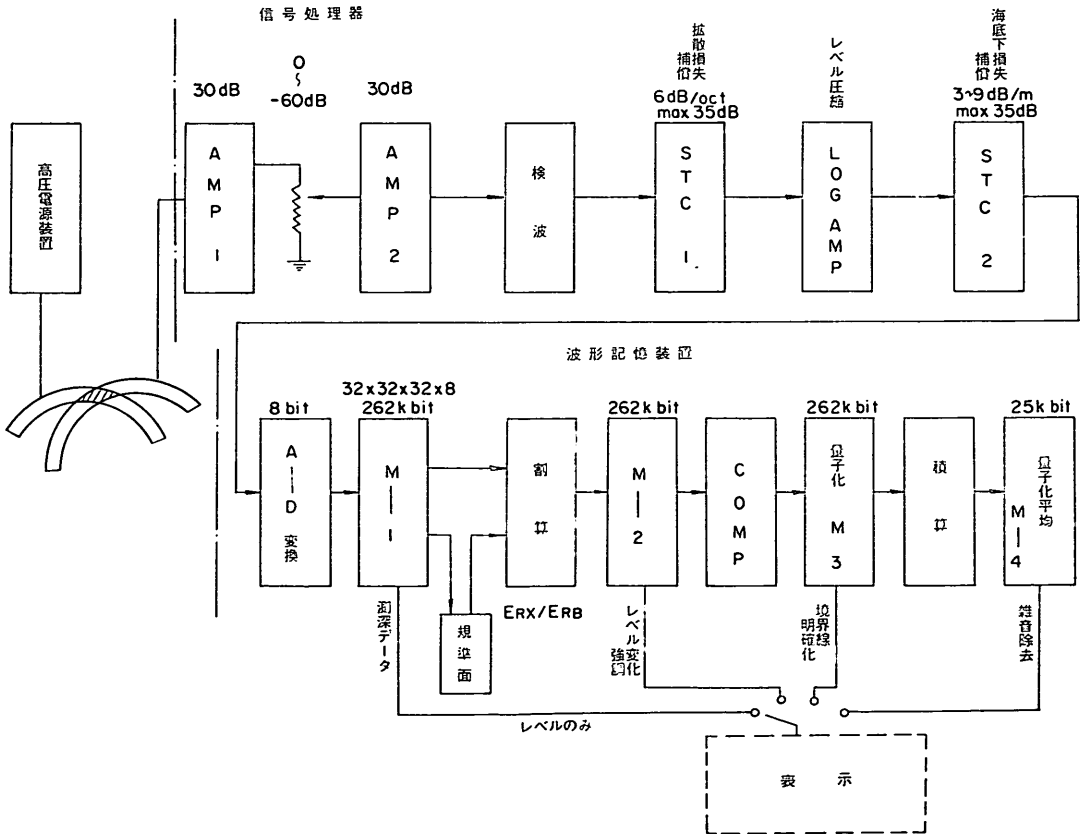 信号処理器
30dB
0
〜
-60dB
30dB
拡散損失
補償
6dB/oct
max 35dB
レベル圧縮
海底下損失
補償
3~9dB/m
max 35dB
高圧電源装置
AMP 1
AMP 2
検波
STC 1
LOG AMP
STC 2
波形記憶装置
8bit
32x32x32x8
262k bit
262k bit
262k bit
25k bit
A—D 変換
M—1
割算
M—2
COMP
量子化 M3
積算
量子化平均
M—4
測深データ
規準面
ERX/ERB
レベル変化
強調
境界線
明確化
雑音除去
レベルのみ
表示